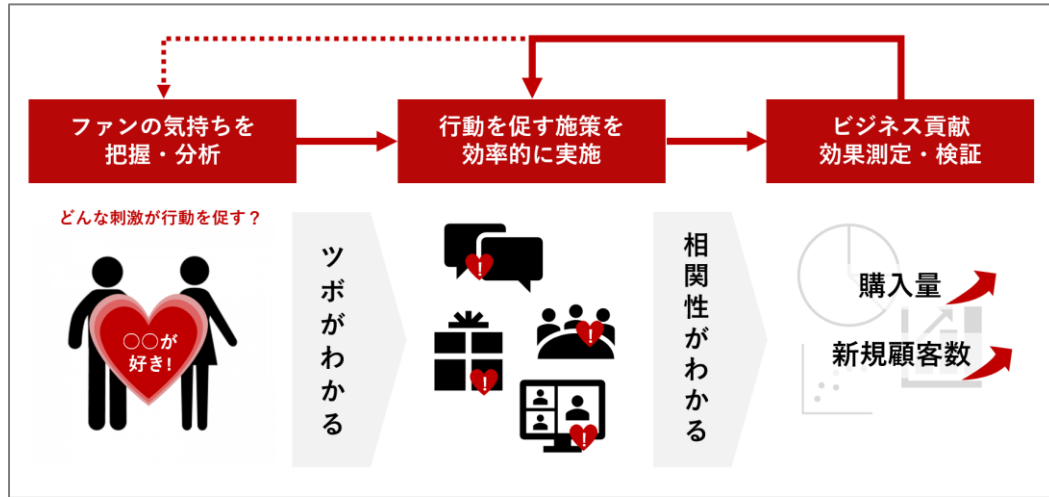 ファンの気持ちを
把握・分析
行動を促す施策を
効率的に実施
ビジネス貢献
効果測定・検証
どんな刺激が行動を促す？
○○が
好き!
ツボがわかる
!
!
!
!
相関性がわかる
購入量
新規顧客数